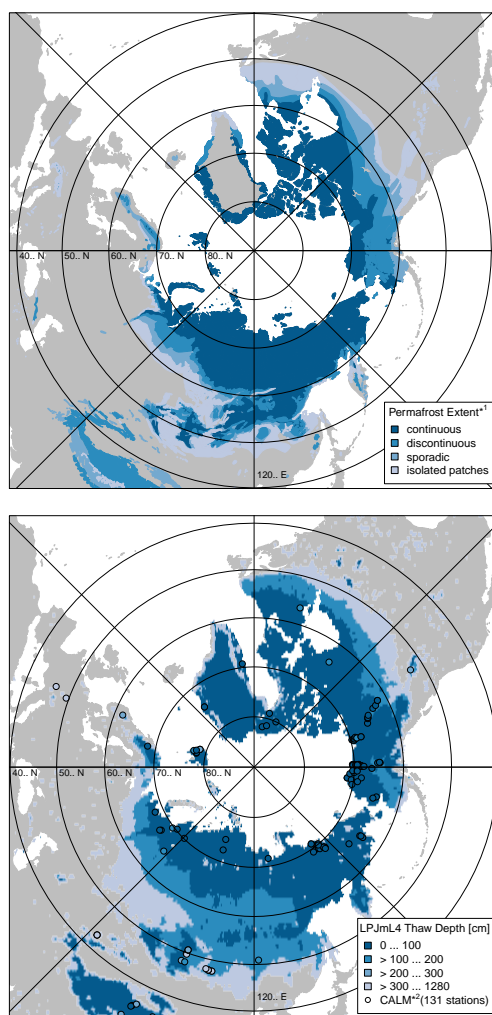 40.. N 50.. N 60.. N 70.. N 80.. N
Permafrost Extent*1
continuous
discontinuous
sporadic
isolated patches
120.. E
40.. N 50.. N 60.. N 70.. N 80.. N
LPJmL4 Thaw Depth [cm]
0 ... 100
> 100 ... 200
> 200 ... 300
> 300 ... 1280
CALM*2(131 stations)
120.. E